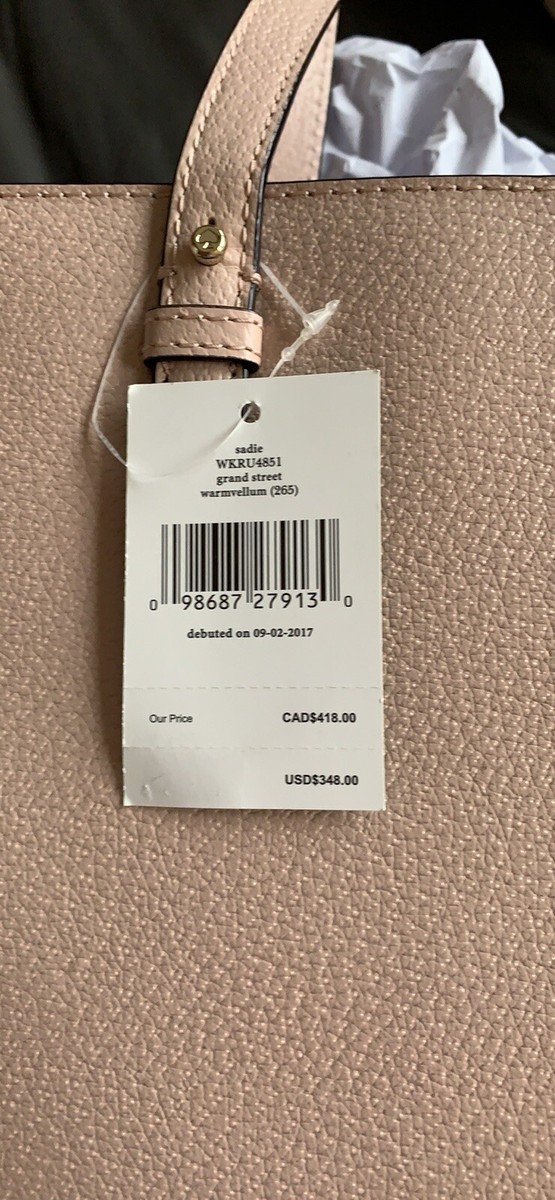 sadie
WKRU4851
grand street
warmvellum (265)
0 98687 27913 0
debuted on 09-02-2017
Our Price CAD$418.00
USD$348.00